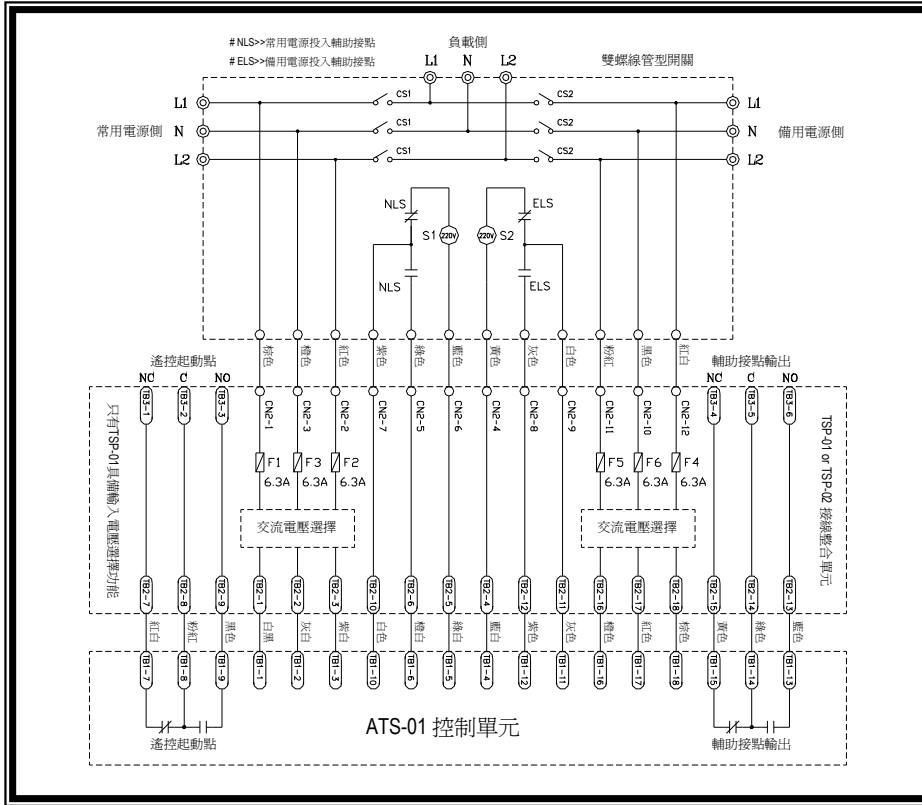 # NLS>>常用電源投入輔助接點
# ELS>>備用電源投入輔助接點
負載側
L1 N L2
雙螺線管型開關
L1 CS1 CS2 L1
常用電源側 N CS1 CS2 N 備用電源側
L2 CS1 CS2 L2
NLS ELS
S1 220V 220V S2
NLS ELS
棕色 橙色 紅色 紫色 綠色 藍色 黃色 灰色 白色 粉紅 黑色 紅白
遙控起動點
輔助接點輸出
NC C NO
NC C NO
TB3-1 TB3-2 TB3-3
CN2-1 CN2-3 CN2-2 CN2-7 CN2-5 CN2-6 CN2-4 CN2-8 CN2-9 CN2-11 CN2-10 CN2-12
TB3-4 TB3-5 TB3-6
只有TSP-01具備輸入電壓選擇功能
TSP-01 or TSP-02 接線整合單元
F1 F3 F2 F5 F6 F4
6.3A 6.3A 6.3A 6.3A 6.3A 6.3A
交流電壓選擇 交流電壓選擇
TB2-7 TB2-8 TB2-9 TB2-1 TB2-2 TB2-3 TB2-10 TB2-6 TB2-5 TB2-4 TB2-12 TB2-11 TB2-16 TB2-17 TB2-18 TB2-15 TB2-14 TB2-13
紅白 粉紅 黑色 白黑 灰白 紫白 白色 橙白 綠白 藍白 紫色 灰色 橙色 紅色 棕色 黃色 綠色 藍色
TB1-7 TB1-8 TB1-9 TB1-1 TB1-2 TB1-3 TB1-10 TB1-6 TB1-5 TB1-4 TB1-12 TB1-11 TB1-16 TB1-17 TB1-18 TB1-15 TB1-14 TB1-13
ATS-01 控制單元
遙控起動點 輔助接點輸出